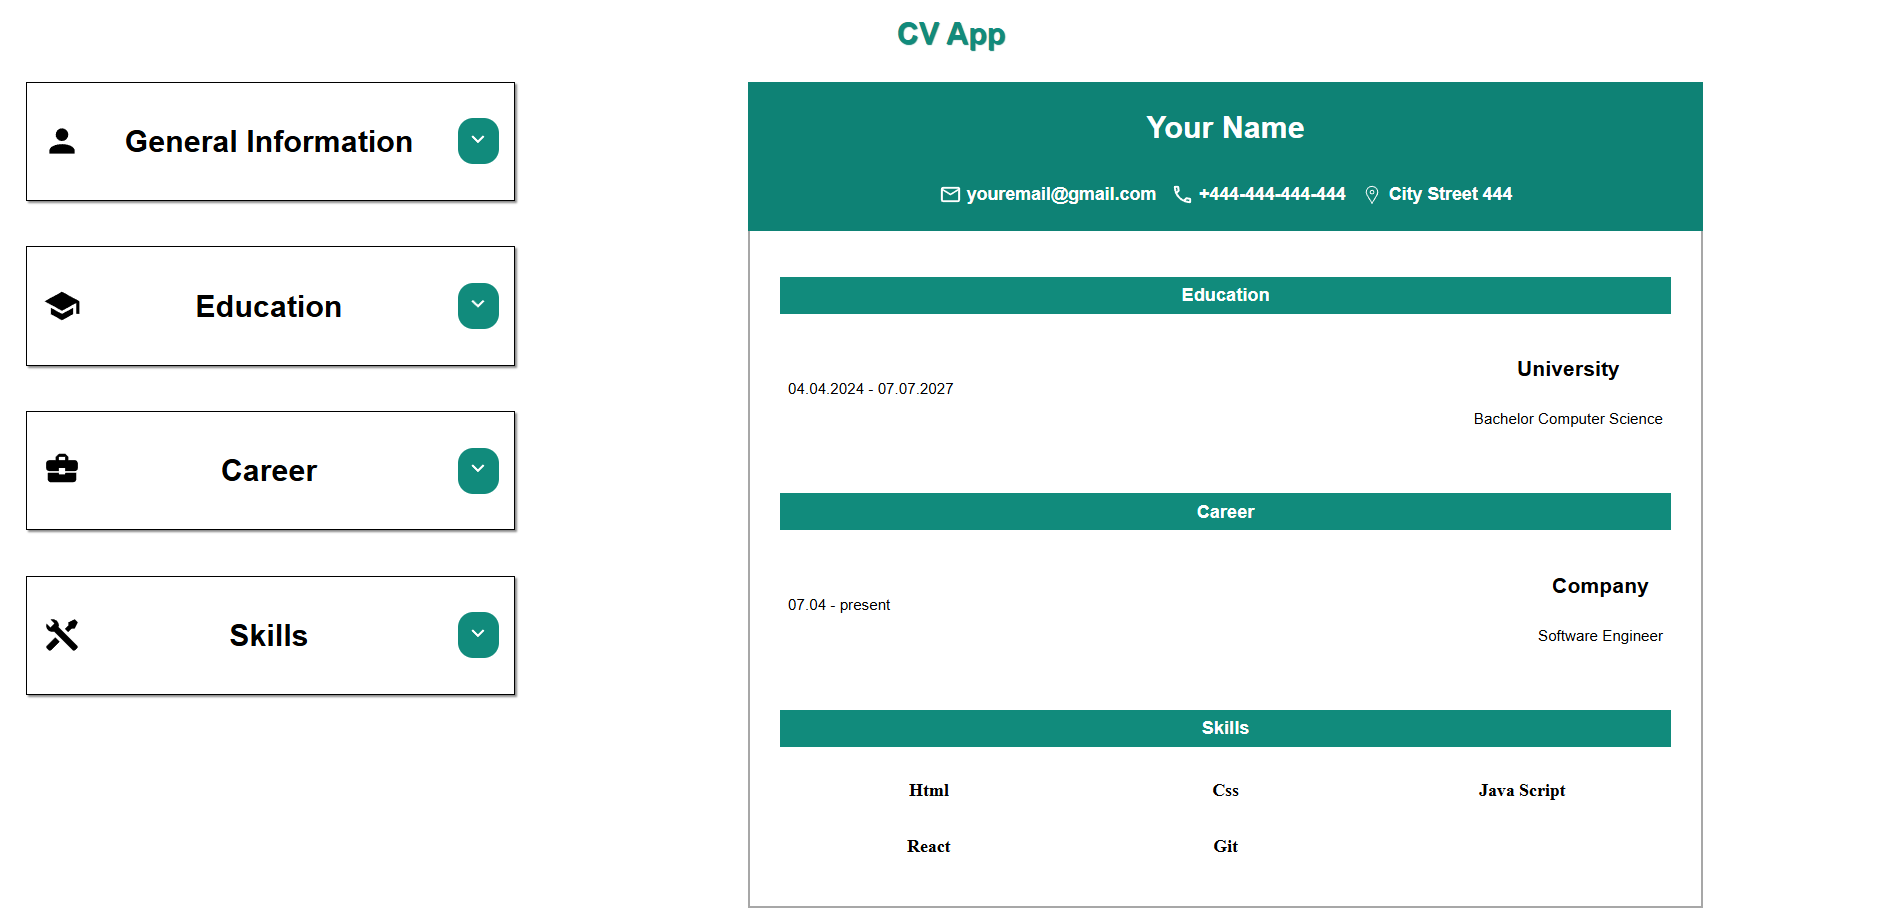 CV App
General Information
Education
Career
Skills
Your Name
youremail@gmail.com +444-444-444-444 City Street 444
Education
University
04.04.2024 - 07.07.2027
Bachelor Computer Science
Career
Company
07.04 - present
Software Engineer
Skills
Html Css Java Script
React Git